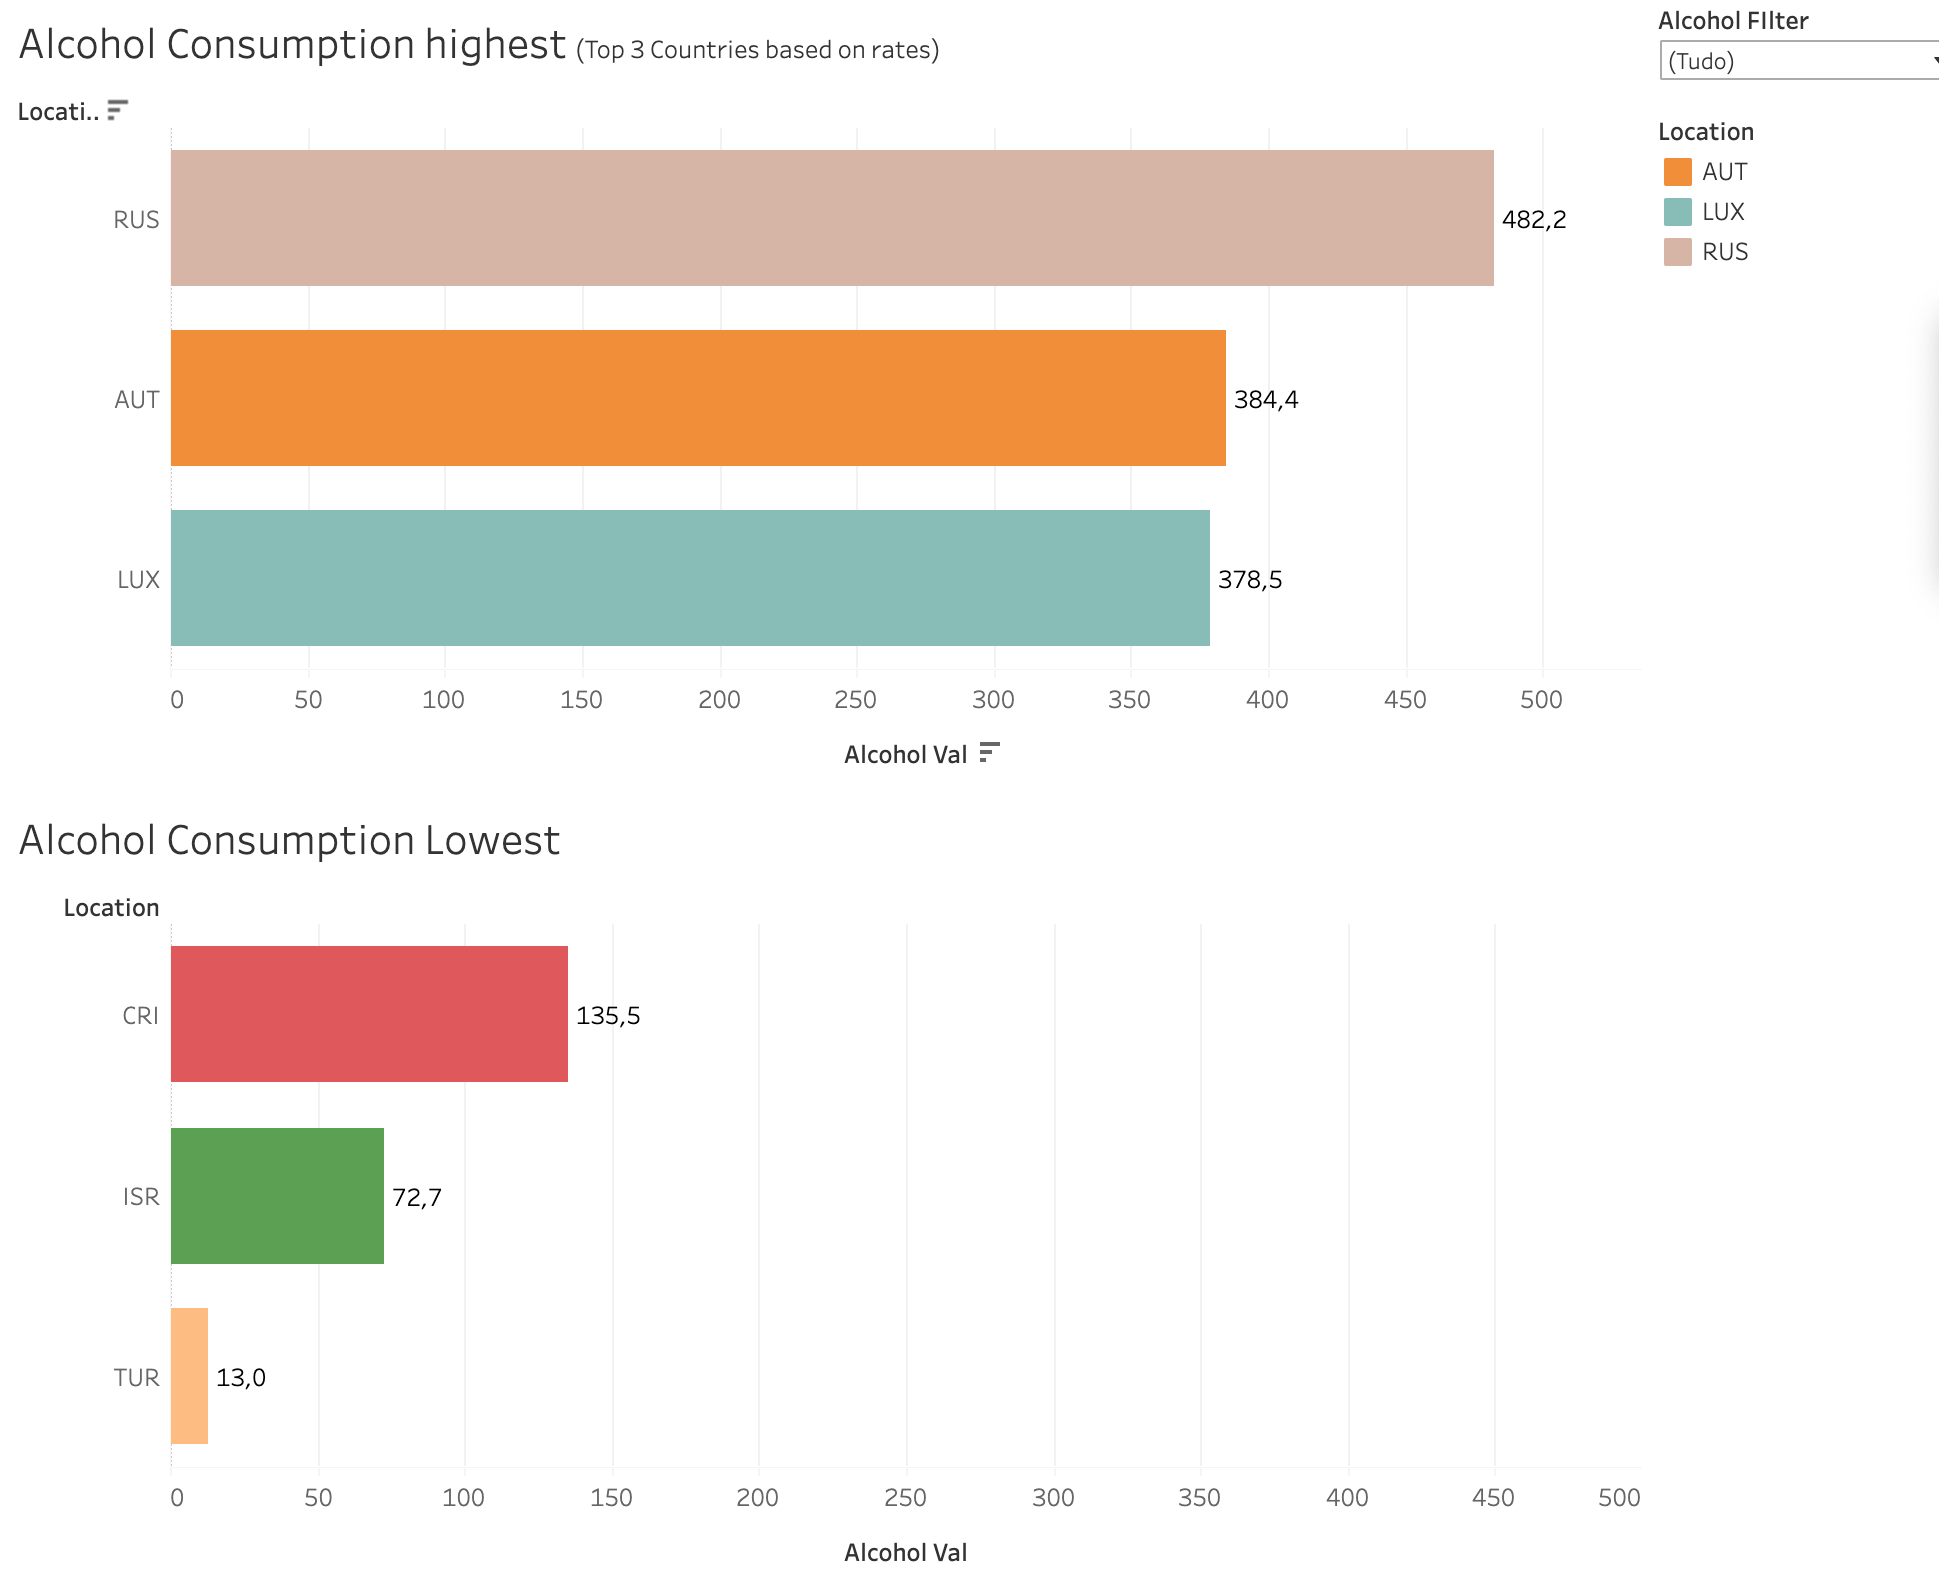 Alcohol Consumption highest (Top 3 Countries based on rates)
Alcohol FIlter
(Tudo)
Location
AUT
LUX
RUS
Locati..
RUS
482,2
AUT
384,4
LUX
378,5
0 50 100 150 200 250 300 350 400 450 500
Alcohol Val
Alcohol Consumption Lowest
Location
CRI
135,5
ISR
72,7
TUR
13,0
0 50 100 150 200 250 300 350 400 450 500
Alcohol Val